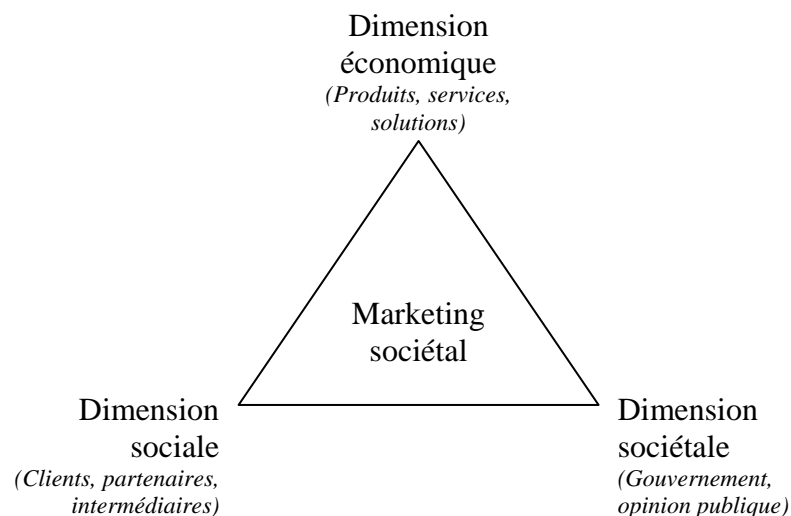 Dimension
économique
(Produits, services,
solutions)
Marketing
sociétal
Dimension
sociale
(Clients, partenaires,
intermédiaires)
Dimension
sociétale
(Gouvernement,
opinion publique)